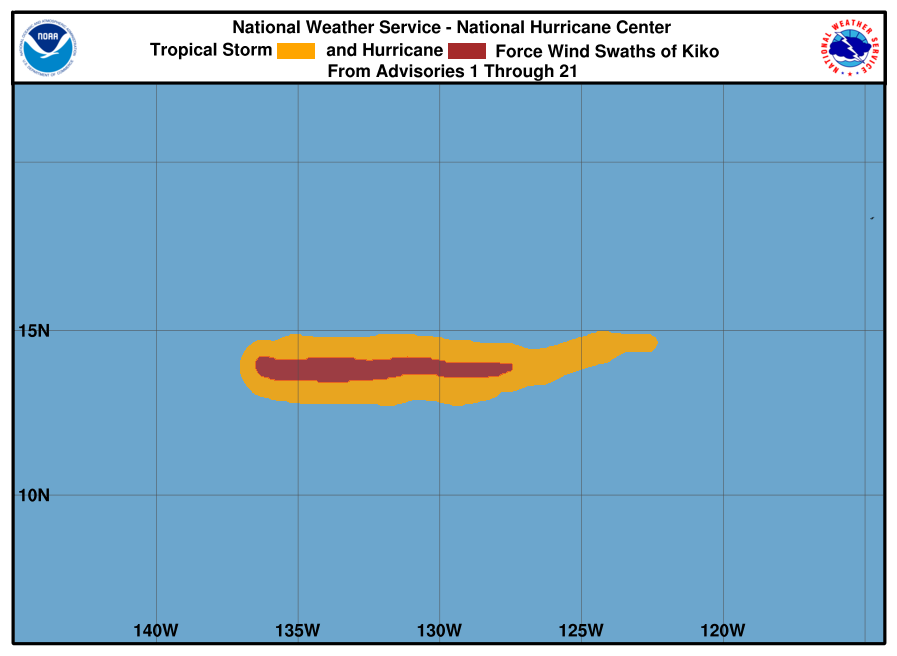 National Weather Service - National Hurricane Center
Tropical Storm and Hurricane Force Wind Swaths of Kiko
From Advisories 1 Through 21
NOAA
NATIONAL WEATHER SERVICE
15N
10N
140W
135W
130W
125W
120W